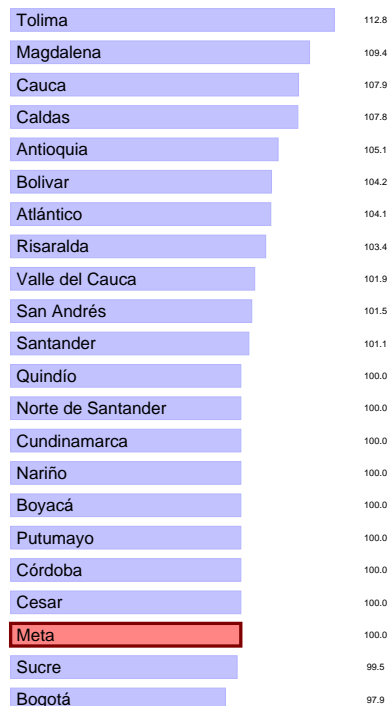 Tolima 112.8
Magdalena 109.4
Cauca 107.9
Caldas 107.8
Antioquia 105.1
Bolivar 104.2
Atlántico 104.1
Risaralda 103.4
Valle del Cauca 101.9
San Andrés 101.5
Santander 101.1
Quindío 100.0
Norte de Santander 100.0
Cundinamarca 100.0
Nariño 100.0
Boyacá 100.0
Putumayo 100.0
Córdoba 100.0
Cesar 100.0
Meta 100.0
Sucre 99.5
Bogotá 97.9